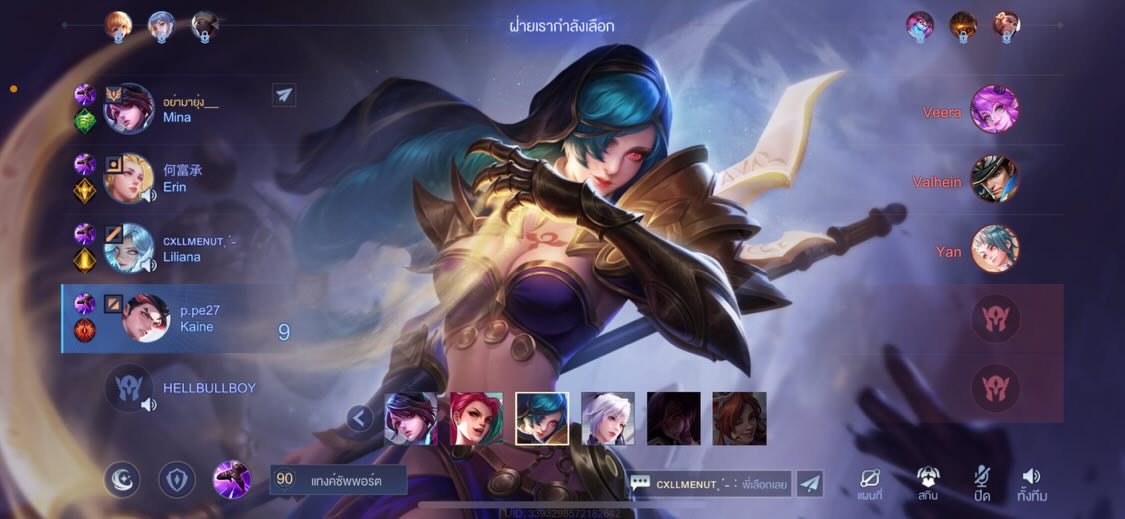 ฝ่ายเรากำลังเลือก
อย่ามายุ่ง__
Mina
何富承
Erin
CXLLMENUT ˛´˗
Liliana
p.pe27
Kaine
9
HELLBULLBOY
Veera
Valhein
Yan
90 แทงค์ซัพพอร์ต
CXLLMENUT ˛´˗ : พี่เลือกเลย
แผนที่
สกิน
ปิด
ทั้งทีม
UID: 3393298572182642